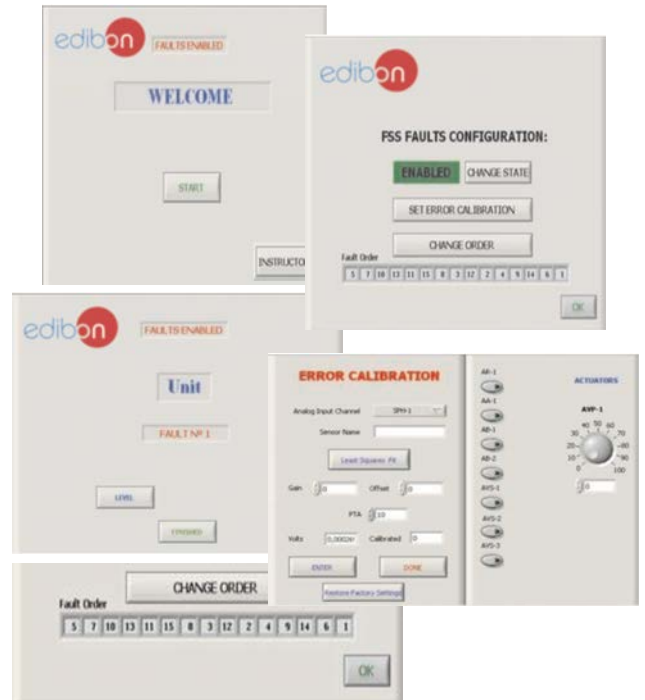 edibon FAULTS ENABLED
WELCOME
START
INSTRUCTO
edibon
FSS FAULTS CONFIGURATION:
ENABLED CHANGE STATE
SET ERROR CALIBRATION
CHANGE ORDER
Fault Order
5 7 10 13 11 15 8 3 12 2 4 9 14 6 1
OK
edibon FAULTS ENABLED
Unit
FAULT Nº 1
LEVEL
FINISHED
ERROR CALIBRATION
Analog Input Channel SPH-1
Sensor Name
Least Squares Fit
Gain 0 Offset 0
PTA 10
Volts Calibrated 0
ENTER DONE
Restore Factory Settings
AR-1
AA-1
AB-1
AB-2
AVS-1
AVS-2
AVS-3
ACTUATORS
AVP-1
0 10 20 30 40 50 60 70 80 90 100
0
CHANGE ORDER
Fault Order
5 7 10 13 11 15 8 3 12 2 4 9 14 6 1
OK